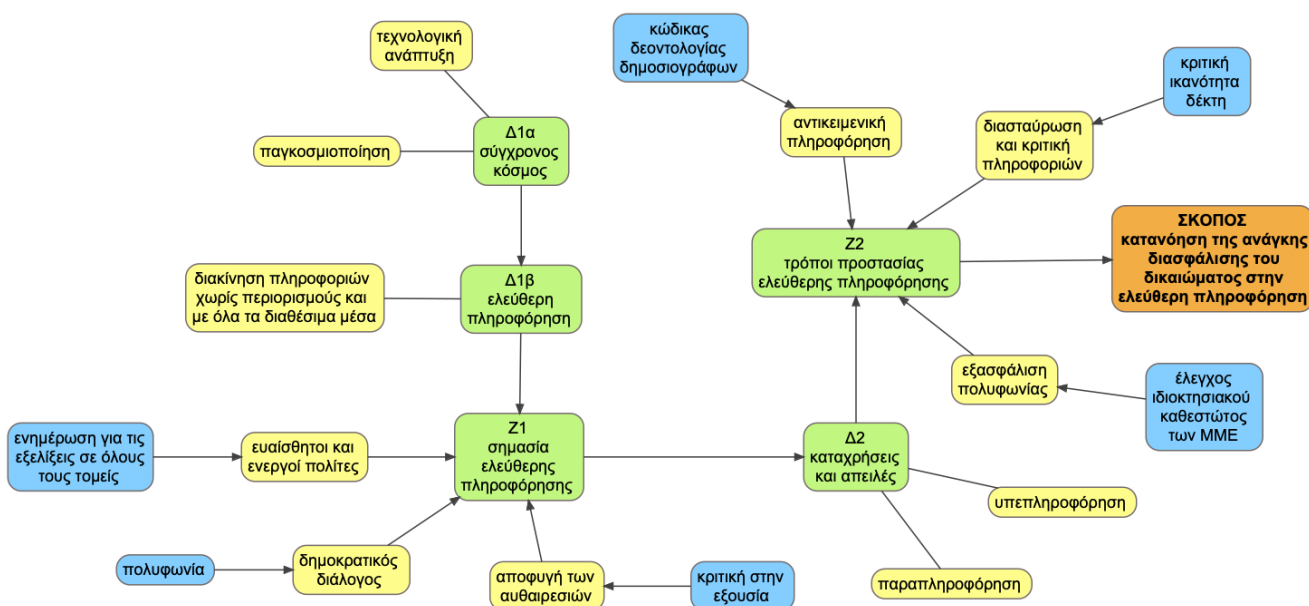 τεχνολογική
ανάπτυξη
κώδικας
δεοντολογίας
δημοσιογράφων
κριτική
ικανότητα
δέκτη
Δ1α
σύγχρονος
κόσμος
παγκοσμιοποίηση
αντικειμενική
πληροφόρηση
διασταύρωση
και κριτική
πληροφοριών
ΣΚΟΠΟΣ
κατανόηση της ανάγκης
διασφάλισης του
δικαιώματος στην
ελεύθερη πληροφόρηση
Ζ2
τρόποι προστασίας
ελεύθερης πληροφόρησης
διακίνηση πληροφοριών
χωρίς περιορισμούς και
με όλα τα διαθέσιμα μέσα
Δ1β
ελεύθερη
πληροφόρηση
εξασφάλιση
πολυφωνίας
έλεγχος
ιδιοκτησιακού
καθεστώτος
των ΜΜΕ
ενημέρωση για τις
εξελίξεις σε όλους
τους τομείς
ευαίσθητοι και
ενεργοί πολίτες
Ζ1
σημασία
ελεύθερης
πληροφόρησης
Δ2
καταχρήσεις
και απειλές
υπεπληροφόρηση
πολυφωνία
δημοκρατικός
διάλογος
αποφυγή των
αυθαιρεσιών
κριτική στην
εξουσία
παραπληροφόρηση